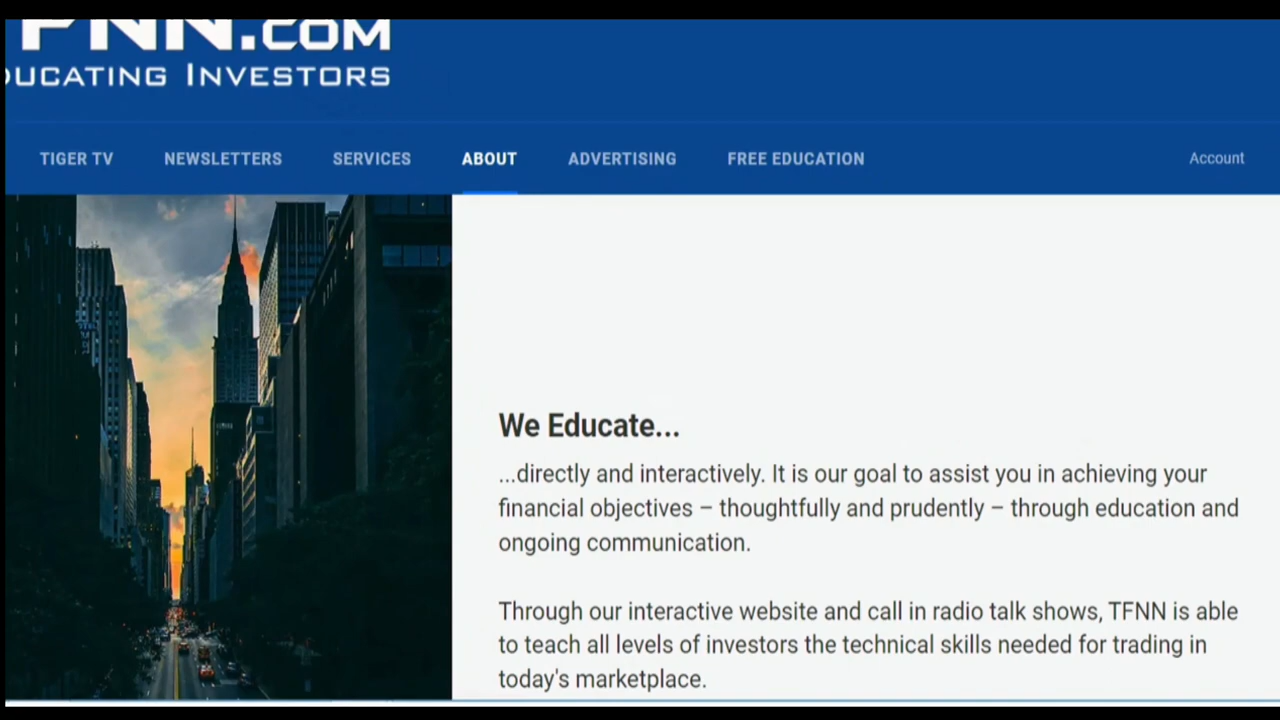 FNN.COM
DUCATING INVESTORS
TIGER TV NEWSLETTERS SERVICES ABOUT ADVERTISING FREE EDUCATION Account
We Educate...
...directly and interactively. It is our goal to assist you in achieving your
financial objectives – thoughtfully and prudently – through education and
ongoing communication.
Through our interactive website and call in radio talk shows, TFNN is able
to teach all levels of investors the technical skills needed for trading in
today's marketplace.